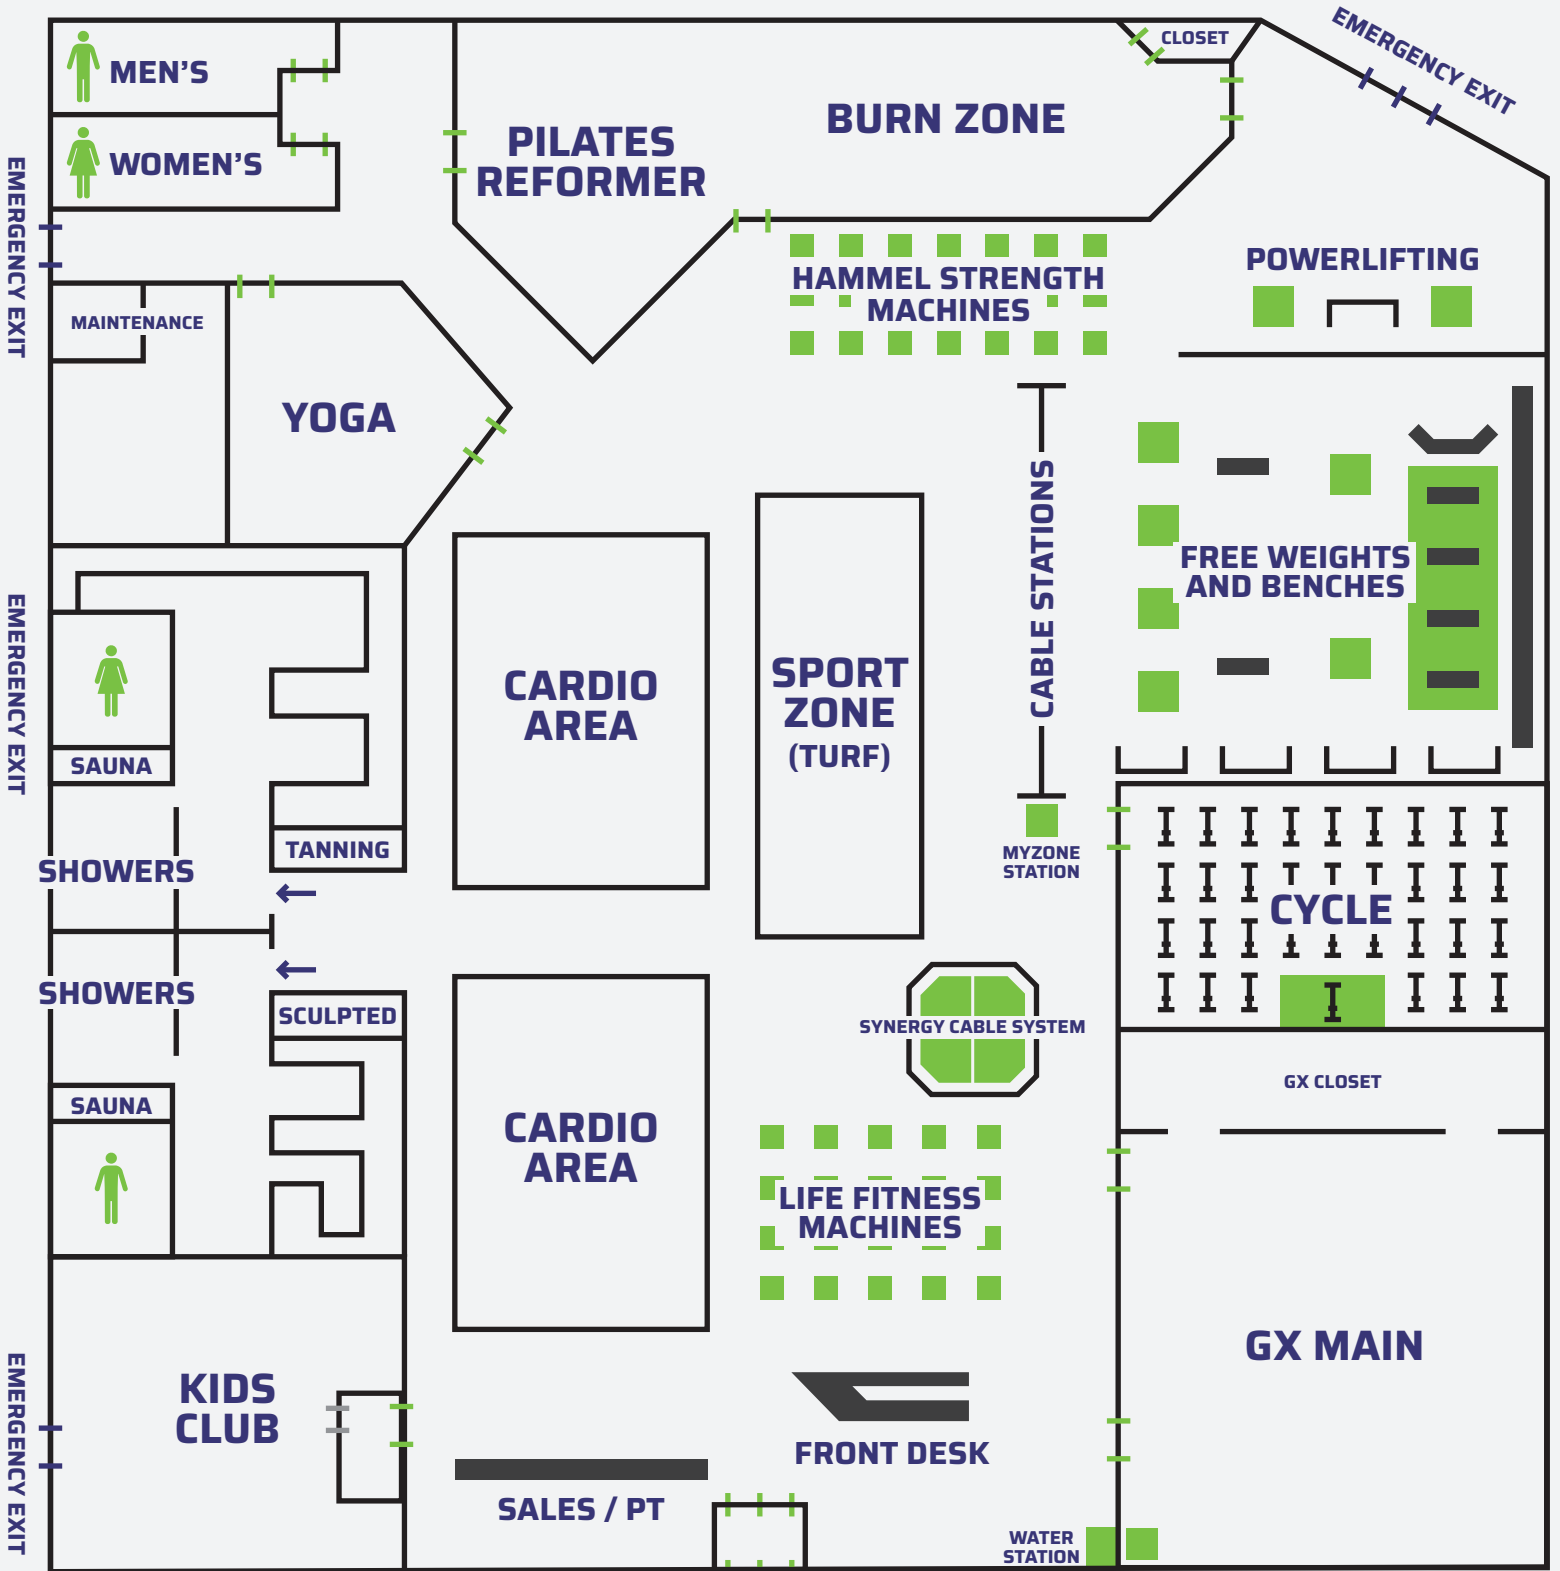 EMERGENCY EXIT
CLOSET
MEN'S
WOMEN'S
PILATES
REFORMER
BURN ZONE
EMERGENCY EXIT
HAMMEL STRENGTH
MACHINES
POWERLIFTING
MAINTENANCE
YOGA
CABLE STATIONS
FREE WEIGHTS
AND BENCHES
EMERGENCY EXIT
SAUNA
CARDIO
AREA
SPORT
ZONE
(TURF)
TANNING
MYZONE
STATION
SHOWERS
CYCLE
SHOWERS
SCULPTED
SYNERGY CABLE SYSTEM
GX CLOSET
SAUNA
CARDIO
AREA
LIFE FITNESS
MACHINES
GX MAIN
EMERGENCY EXIT
KIDS
CLUB
FRONT DESK
SALES / PT
WATER
STATION